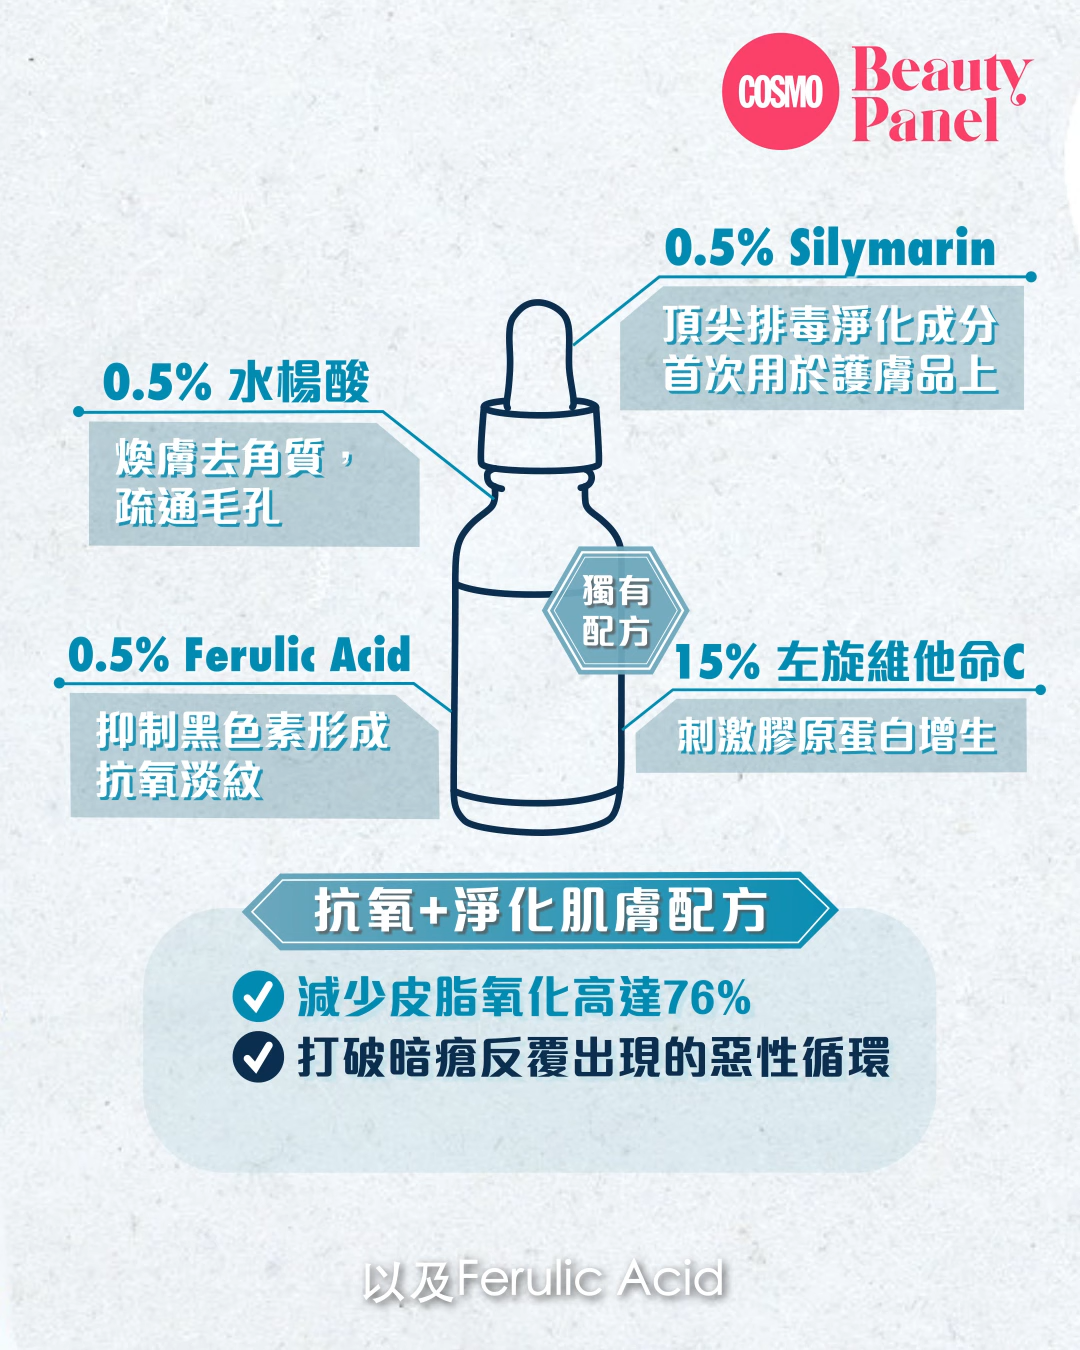 COSMO
Beauty
Panel
0.5% Silymarin
頂尖排毒淨化成分
首次用於護膚品上
0.5% 水楊酸
煥膚去角質，
疏通毛孔
獨有
配方
0.5% Ferulic Acid
抑制黑色素形成
抗氧淡紋
15% 左旋維他命C
刺激膠原蛋白增生
抗氧+淨化肌膚配方
減少皮脂氧化高達76%
打破暗瘡反覆出現的惡性循環
以及Ferulic Acid